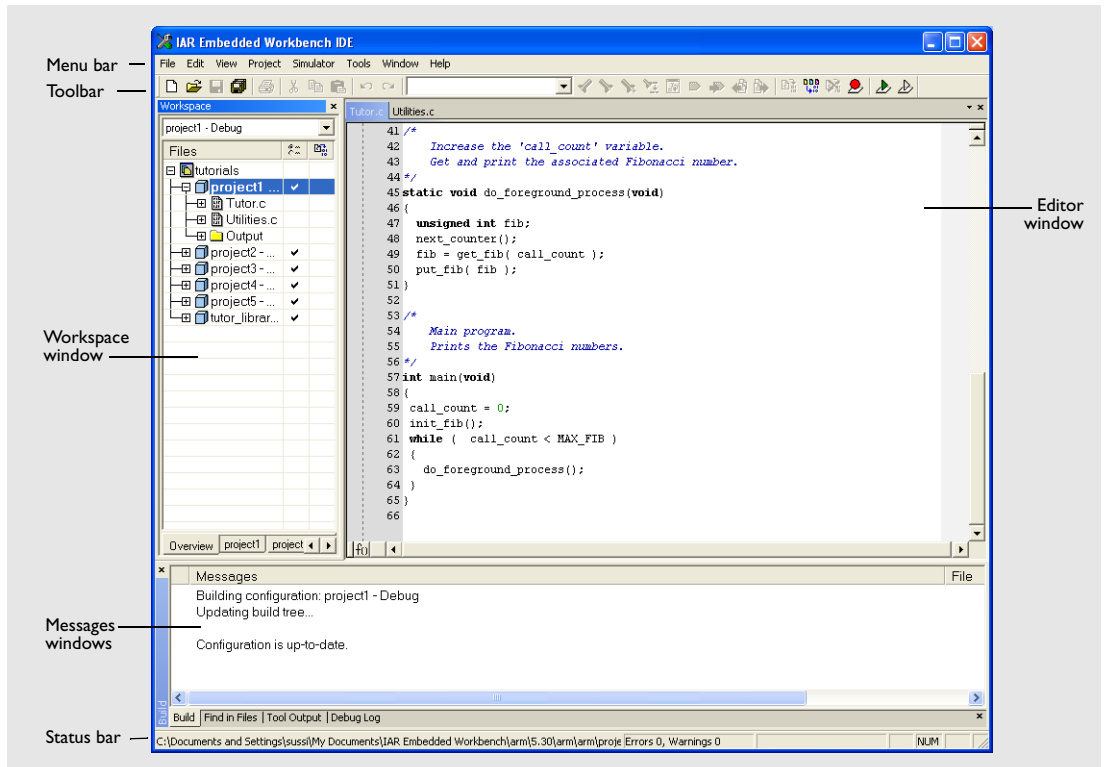 IAR Embedded Workbench IDE
Menu bar
File Edit View Project Simulator Tools Window Help
Toolbar
Workspace
Tutor.c Utilities.c
project1 - Debug
Files
tutorials
project1 ...
Tutor.c
Utilities.c
Output
project2 - ...
project3 - ...
project4 - ...
project5 - ...
tutor_librar...
Workspace
window
Overview project1 project
41 /*
42 Increase the 'call_count' variable.
43 Get and print the associated Fibonacci number.
44 */
45 static void do_foreground_process(void)
46 {
47 unsigned int fib;
48 next_counter();
49 fib = get_fib( call_count );
50 put_fib( fib );
51 }
52
53 /*
54 Main program.
55 Prints the Fibonacci numbers.
56 */
57 int main(void)
58 {
59 call_count = 0;
60 init_fib();
61 while ( call_count < MAX_FIB )
62 {
63 do_foreground_process();
64 }
65 }
66
f()
Editor
window
Messages File
Building configuration: project1 - Debug
Updating build tree...
Configuration is up-to-date.
Messages
windows
Build
Build Find in Files Tool Output Debug Log
Status bar
C:\Documents and Settings\sussi\My Documents\IAR Embedded Workbench\arm\5.30\arm\arm\proje Errors 0, Warnings 0 NUM